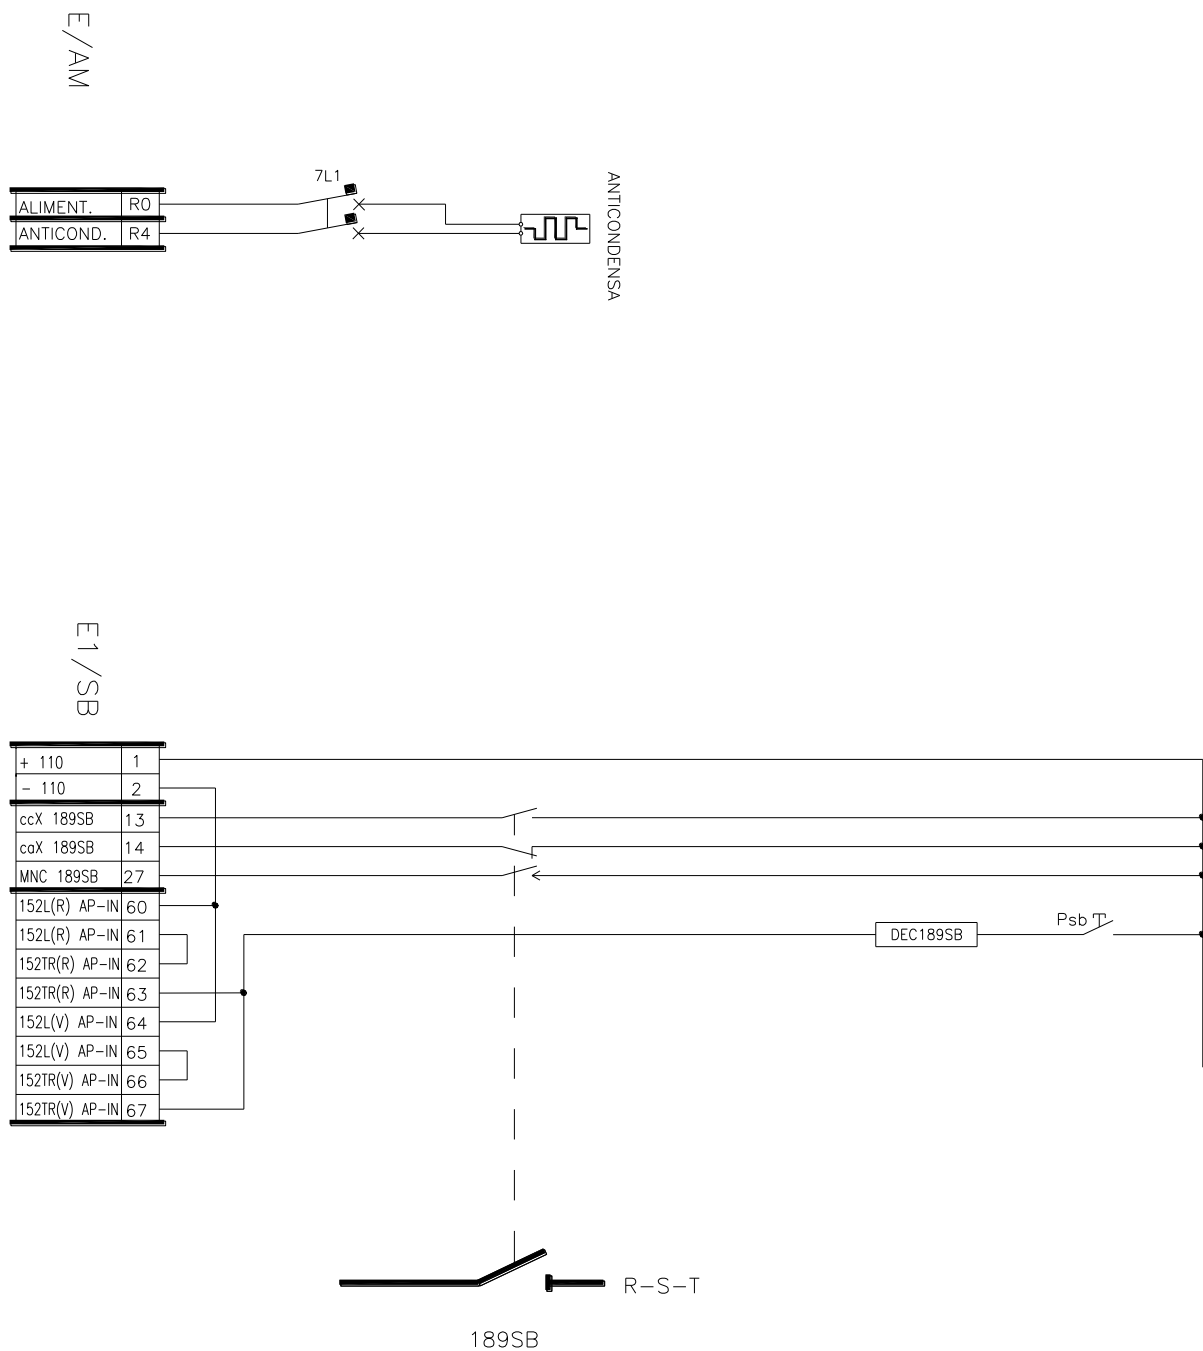 E/AM
7L1
ANTICONDENSA
ALIMENT. R0
ANTICOND. R4
E1/SB
+ 110 1
- 110 2
ccX 189SB 13
caX 189SB 14
MNC 189SB 27
152L(R) AP-IN 60
152L(R) AP-IN 61
152TR(R) AP-IN 62
152TR(R) AP-IN 63
152L(V) AP-IN 64
152L(V) AP-IN 65
152TR(V) AP-IN 66
152TR(V) AP-IN 67
DEC189SB
Psb
R-S-T
189SB